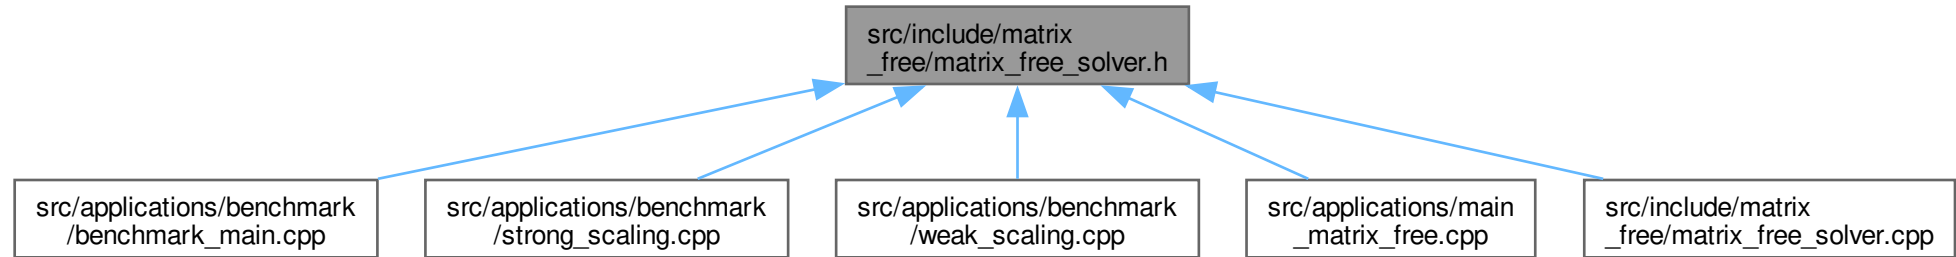 src/include/matrix
_free/matrix_free_solver.h
src/applications/benchmark
/benchmark_main.cpp
src/applications/benchmark
/strong_scaling.cpp
src/applications/benchmark
/weak_scaling.cpp
src/applications/main
_matrix_free.cpp
src/include/matrix
_free/matrix_free_solver.cpp